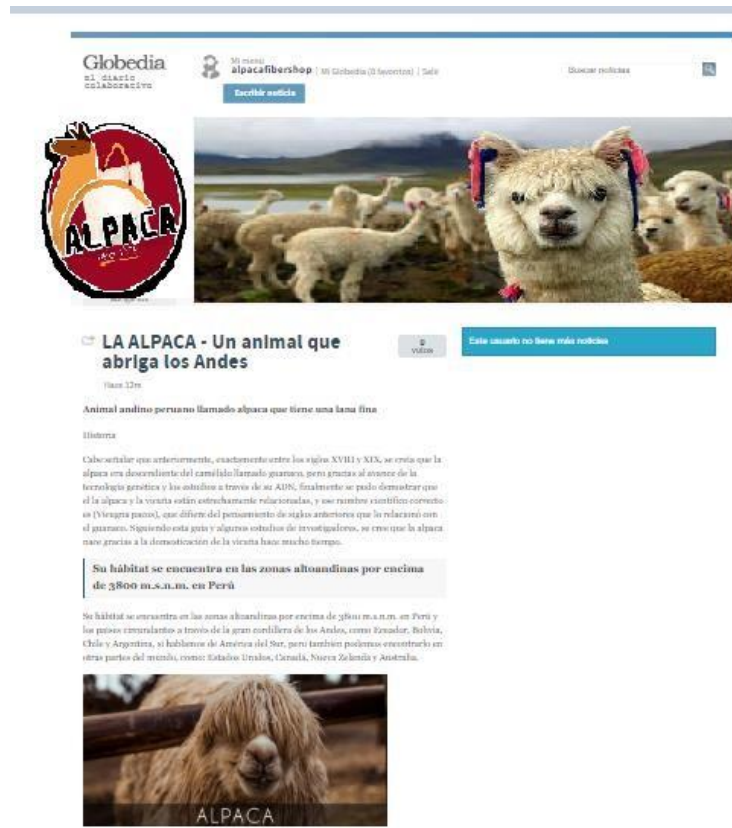 Globedia
el diario
colaborativo
Mi menú
alpacafibershop | Mi Globedia (0 favoritos) | Salir
Escribir noticia
Buscar noticias
ALPACA
LA ALPACA - Un animal que
abriga los Andes
0
votos
Este usuario no tiene más noticias
Hace 12m
Animal andino peruano llamado alpaca que tiene una lana fina
Historia
Cabe señalar que anteriormente, exactamente entre los siglos XVIII y XIX, se creía que la
alpaca era descendiente del camélido llamado guanaco, pero gracias al avance de la
tecnología genética y los estudios a través de su ADN, finalmente se pudo demostrar que
el la alpaca y la vicuña están estrechamente relacionadas, y ese nombre científico correcto
es (Vicugna pacos), que difiere del pensamiento de siglos anteriores que lo relacionó con
el guanaco. Siguiendo esta guía y algunos estudios de investigadores, se cree que la alpaca
nace gracias a la domesticación de la vicuña hace mucho tiempo.
Su hábitat se encuentra en las zonas altoandinas por encima
de 3800 m.s.n.m. en Perú
Su hábitat se encuentra en las zonas altoandinas por encima de 3800 m.s.n.m. en Perú y
los países circundantes a través de la gran cordillera de los Andes, como Ecuador, Bolivia,
Chile y Argentina, si hablamos de América del Sur, pero también podemos encontrarlo en
otras partes del mundo, como: Estados Unidos, Canadá, Nueva Zelanda y Australia.
ALPACA